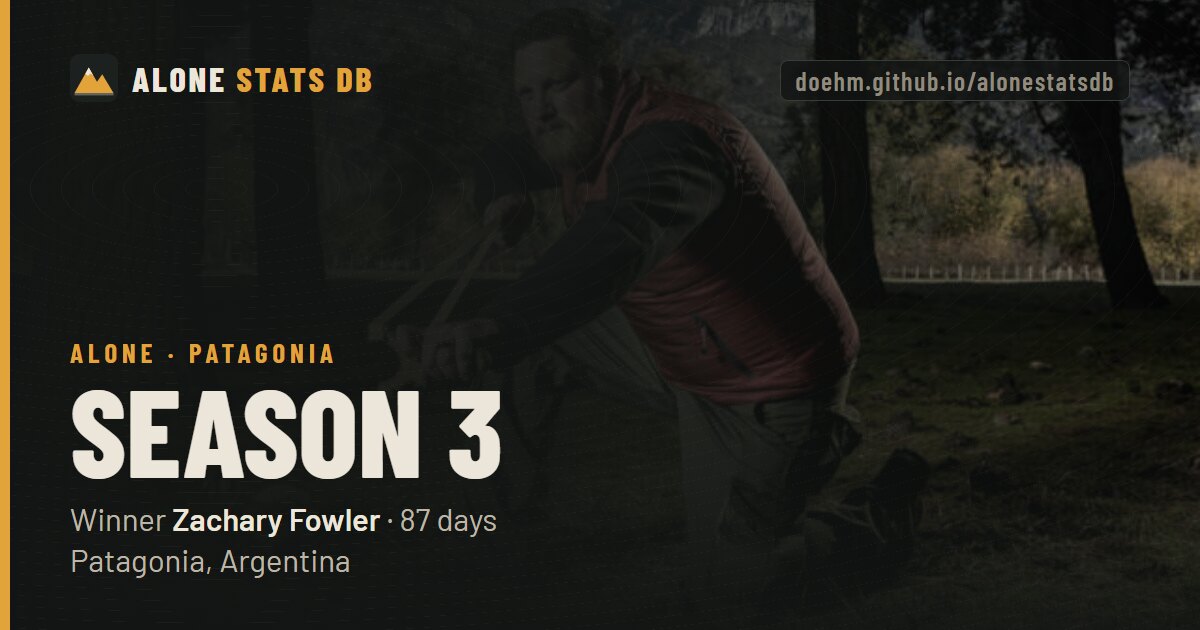 ALONE STATS DB
doehm.github.io/alonestatsdb
ALONE · PATAGONIA
SEASON 3
Winner Zachary Fowler · 87 days
Patagonia, Argentina